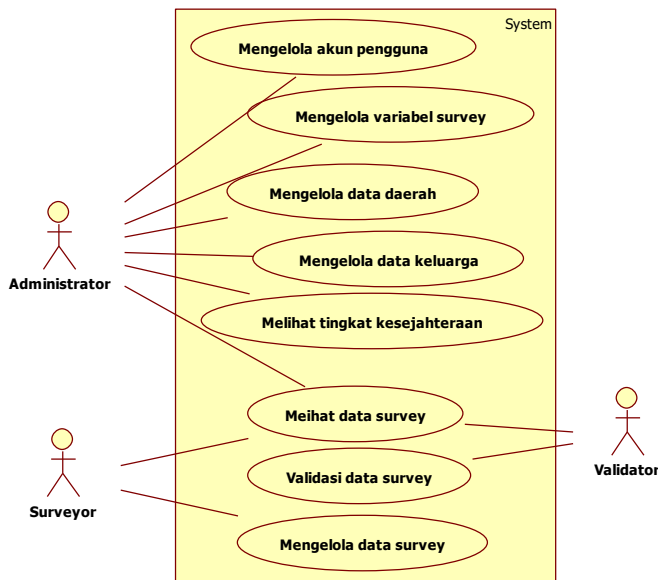 System
Mengelola akun pengguna
Mengelola variabel survey
Mengelola data daerah
Mengelola data keluarga
Administrator
Melihat tingkat kesejahteraan
Meihat data survey
Validasi data survey
Validator
Surveyor
Mengelola data survey